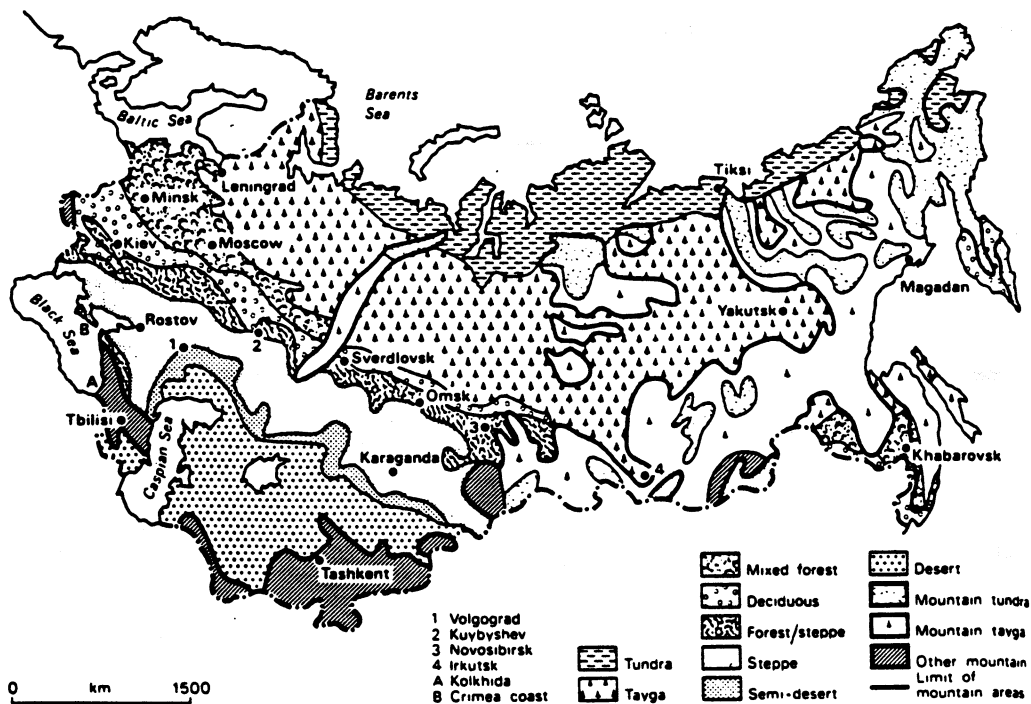 Barents
Sea
Baltic Sea
Tiksi
Leningrad
Minsk
Kiev
Moscow
Magadan
Yakutsk
Black Sea
B
Rostov
1
2
Sverdlovsk
Omsk
A
Tbilisi
Caspian Sea
3
Karaganda
4
Khabarovsk
Tashkent
1 Volgograd
2 Kuybyshev
3 Novosibirsk
4 Irkutsk
A Kolkhida
B Crimea coast
Tundra
Tayga
Mixed forest
Deciduous
Forest/steppe
Steppe
Semi-desert
Desert
Mountain tundra
Mountain tayga
Other mountain
Limit of
mountain areas
0 km 1500